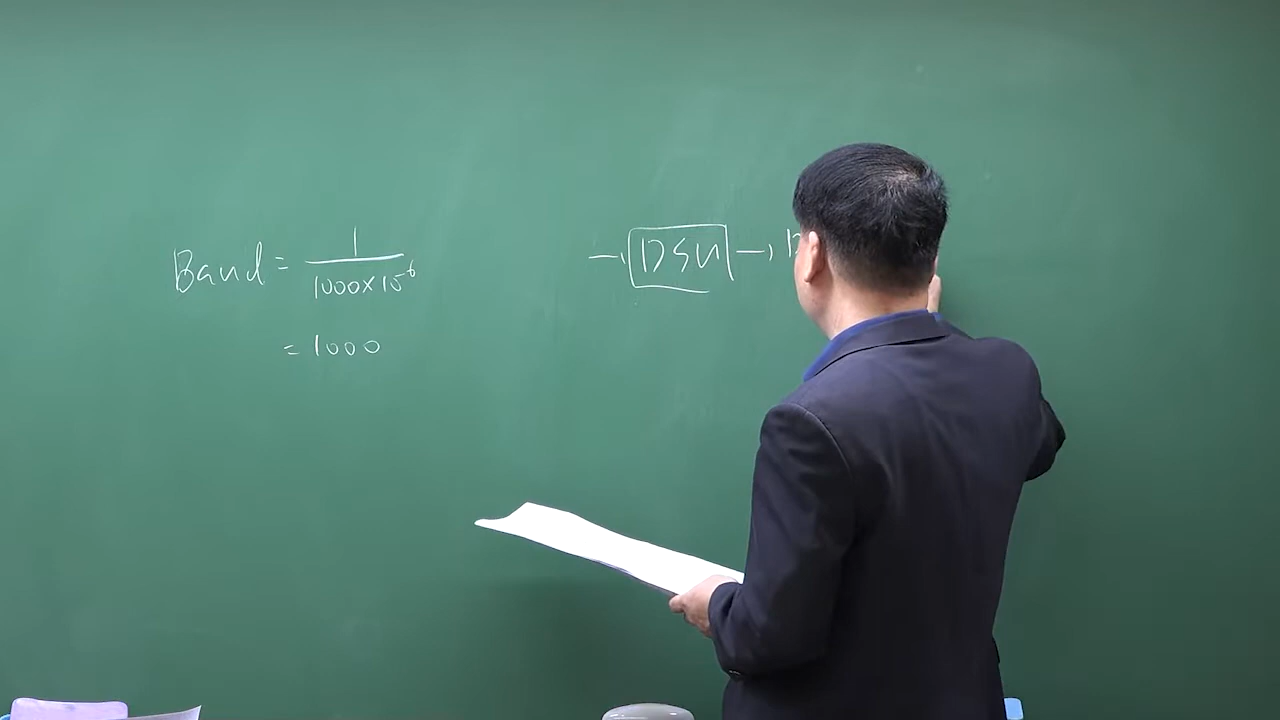 Baud = 1 / 1000×10⁻⁶
= 1000
→ DSU → D